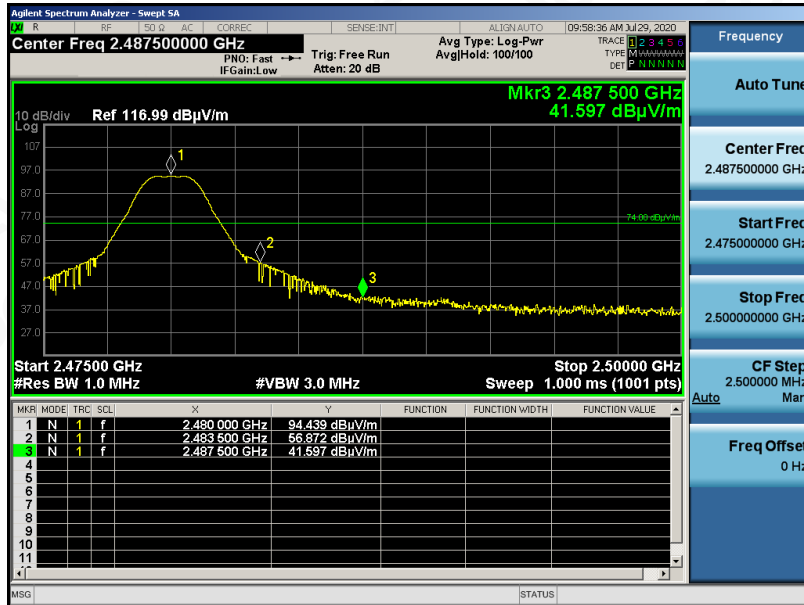 Agilent Spectrum Analyzer - Swept SA
LXI R RF 50 Ω AC CORREC SENSE:INT ALIGN AUTO 09:58:36 AM Jul 29, 2020
Center Freq 2.487500000 GHz
PNO: Fast
IFGain:Low
Trig: Free Run
Atten: 20 dB
Avg Type: Log-Pwr
Avg|Hold: 100/100
TRACE 1 2 3 4 5 6
TYPE M
DET P N N N N N
Mkr3 2.487 500 GHz
41.597 dBµV/m
10 dB/div Ref 116.99 dBµV/m
Log
107
97.0
87.0
77.0
67.0
57.0
47.0
37.0
27.0
1
2
3
74.00 dBµV/m
Start 2.47500 GHz Stop 2.50000 GHz
#Res BW 1.0 MHz #VBW 3.0 MHz Sweep 1.000 ms (1001 pts)
MKR MODE TRC SCL X Y FUNCTION FUNCTION WIDTH FUNCTION VALUE
1 N 1 f 2.480 000 GHz 94.439 dBµV/m
2 N 1 f 2.483 500 GHz 56.872 dBµV/m
3 N 1 f 2.487 500 GHz 41.597 dBµV/m
4
5
6
7
8
9
10
11
MSG STATUS
Frequency
Auto Tune
Center Freq
2.487500000 GHz
Start Freq
2.475000000 GHz
Stop Freq
2.500000000 GHz
CF Step
2.500000 MHz
Auto Man
Freq Offset
0 Hz